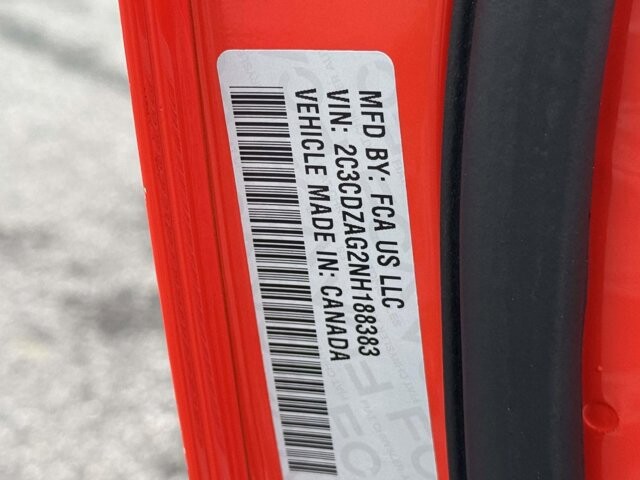 MFD BY: FCA US LLC
VIN: 2C3CDZAG2NH188383
VEHICLE MADE IN: CANADA